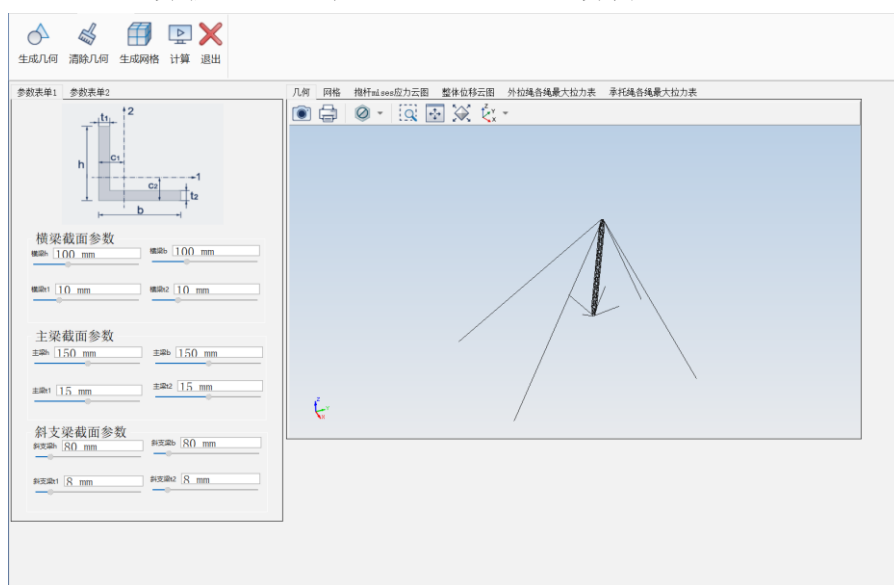 生成几何 清除几何 生成网格 计算 退出
参数表单1 参数表单2
几何 网格 抱杆mises应力云图 整体位移云图 外拉绳各绳最大拉力表 承托绳各绳最大拉力表
t₁ 2
h c₁ 1
c₂ t₂
b
横梁截面参数
横梁h 100 mm 横梁b 100 mm
横梁t1 10 mm 横梁t2 10 mm
主梁截面参数
主梁h 150 mm 主梁b 150 mm
主梁t1 15 mm 主梁t2 15 mm
斜支梁截面参数
斜支梁h 80 mm 斜支梁b 80 mm
斜支梁t1 8 mm 斜支梁t2 8 mm
Z Y X
Z Y X